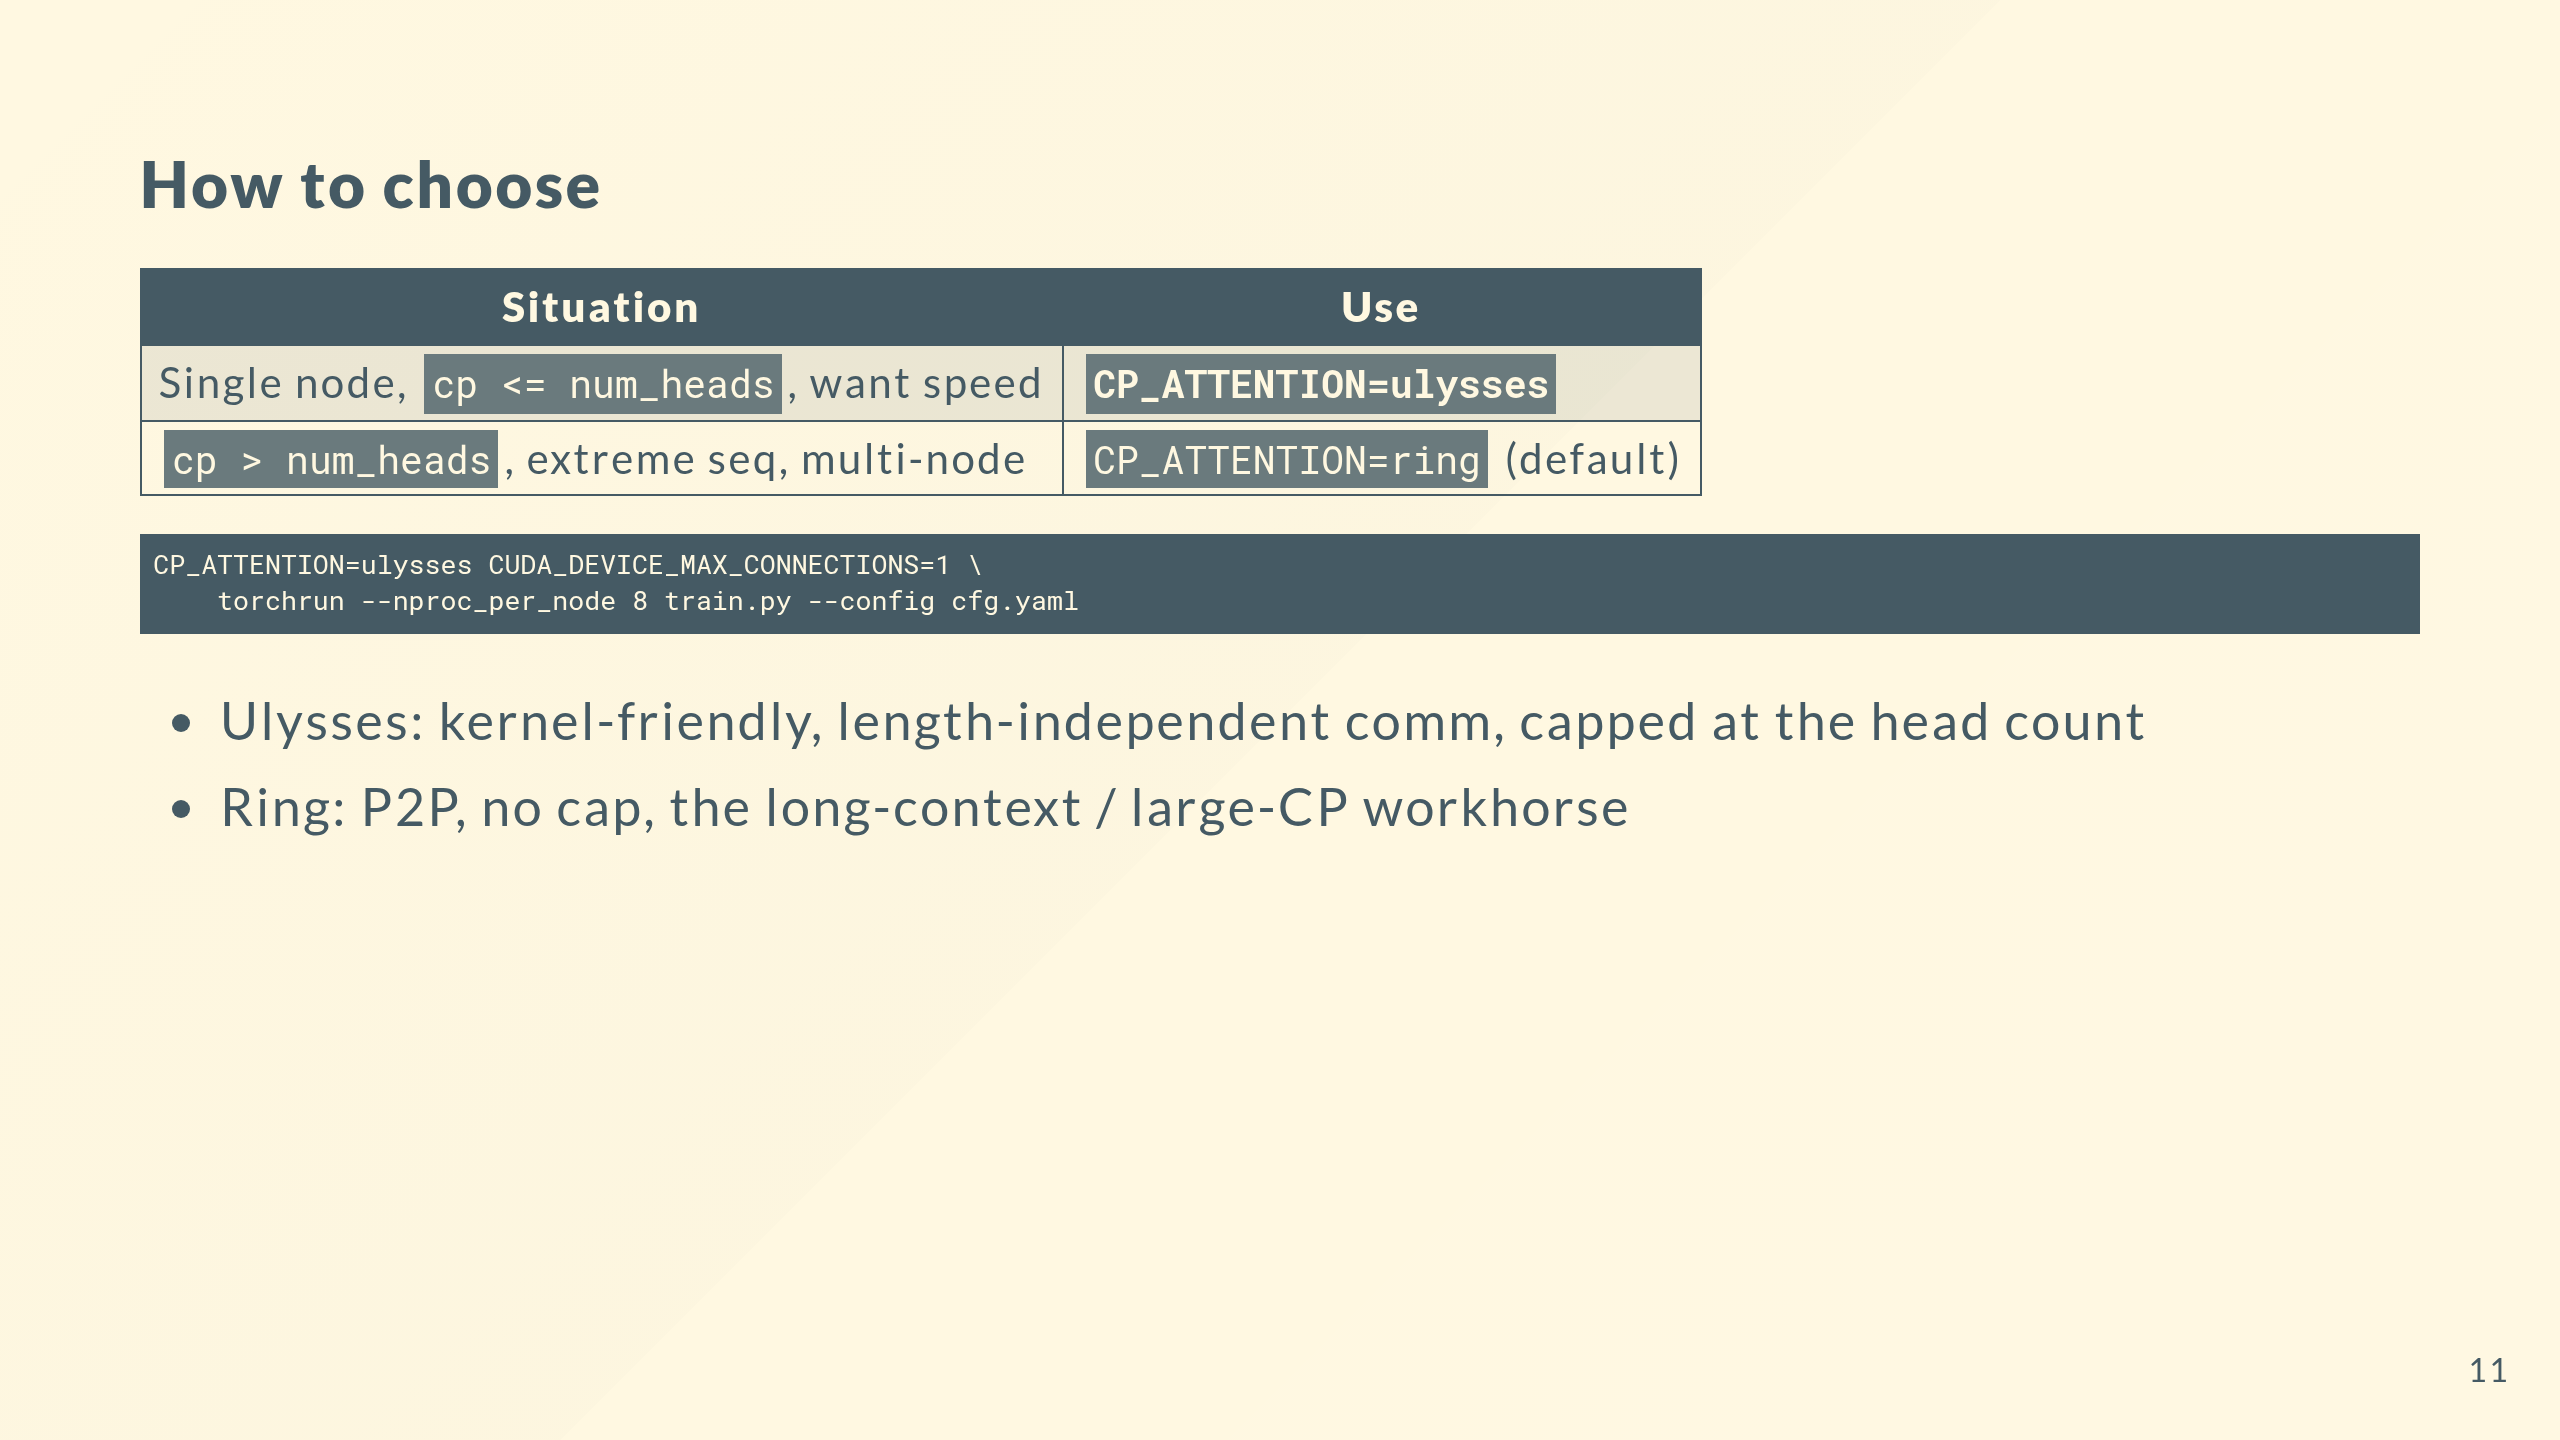 How to choose
Situation Use
Single node, cp <= num_heads, want speed CP_ATTENTION=ulysses
cp > num_heads, extreme seq, multi-node CP_ATTENTION=ring (default)
CP_ATTENTION=ulysses CUDA_DEVICE_MAX_CONNECTIONS=1 \
    torchrun --nproc_per_node 8 train.py --config cfg.yaml
• Ulysses: kernel-friendly, length-independent comm, capped at the head count
• Ring: P2P, no cap, the long-context / large-CP workhorse
11